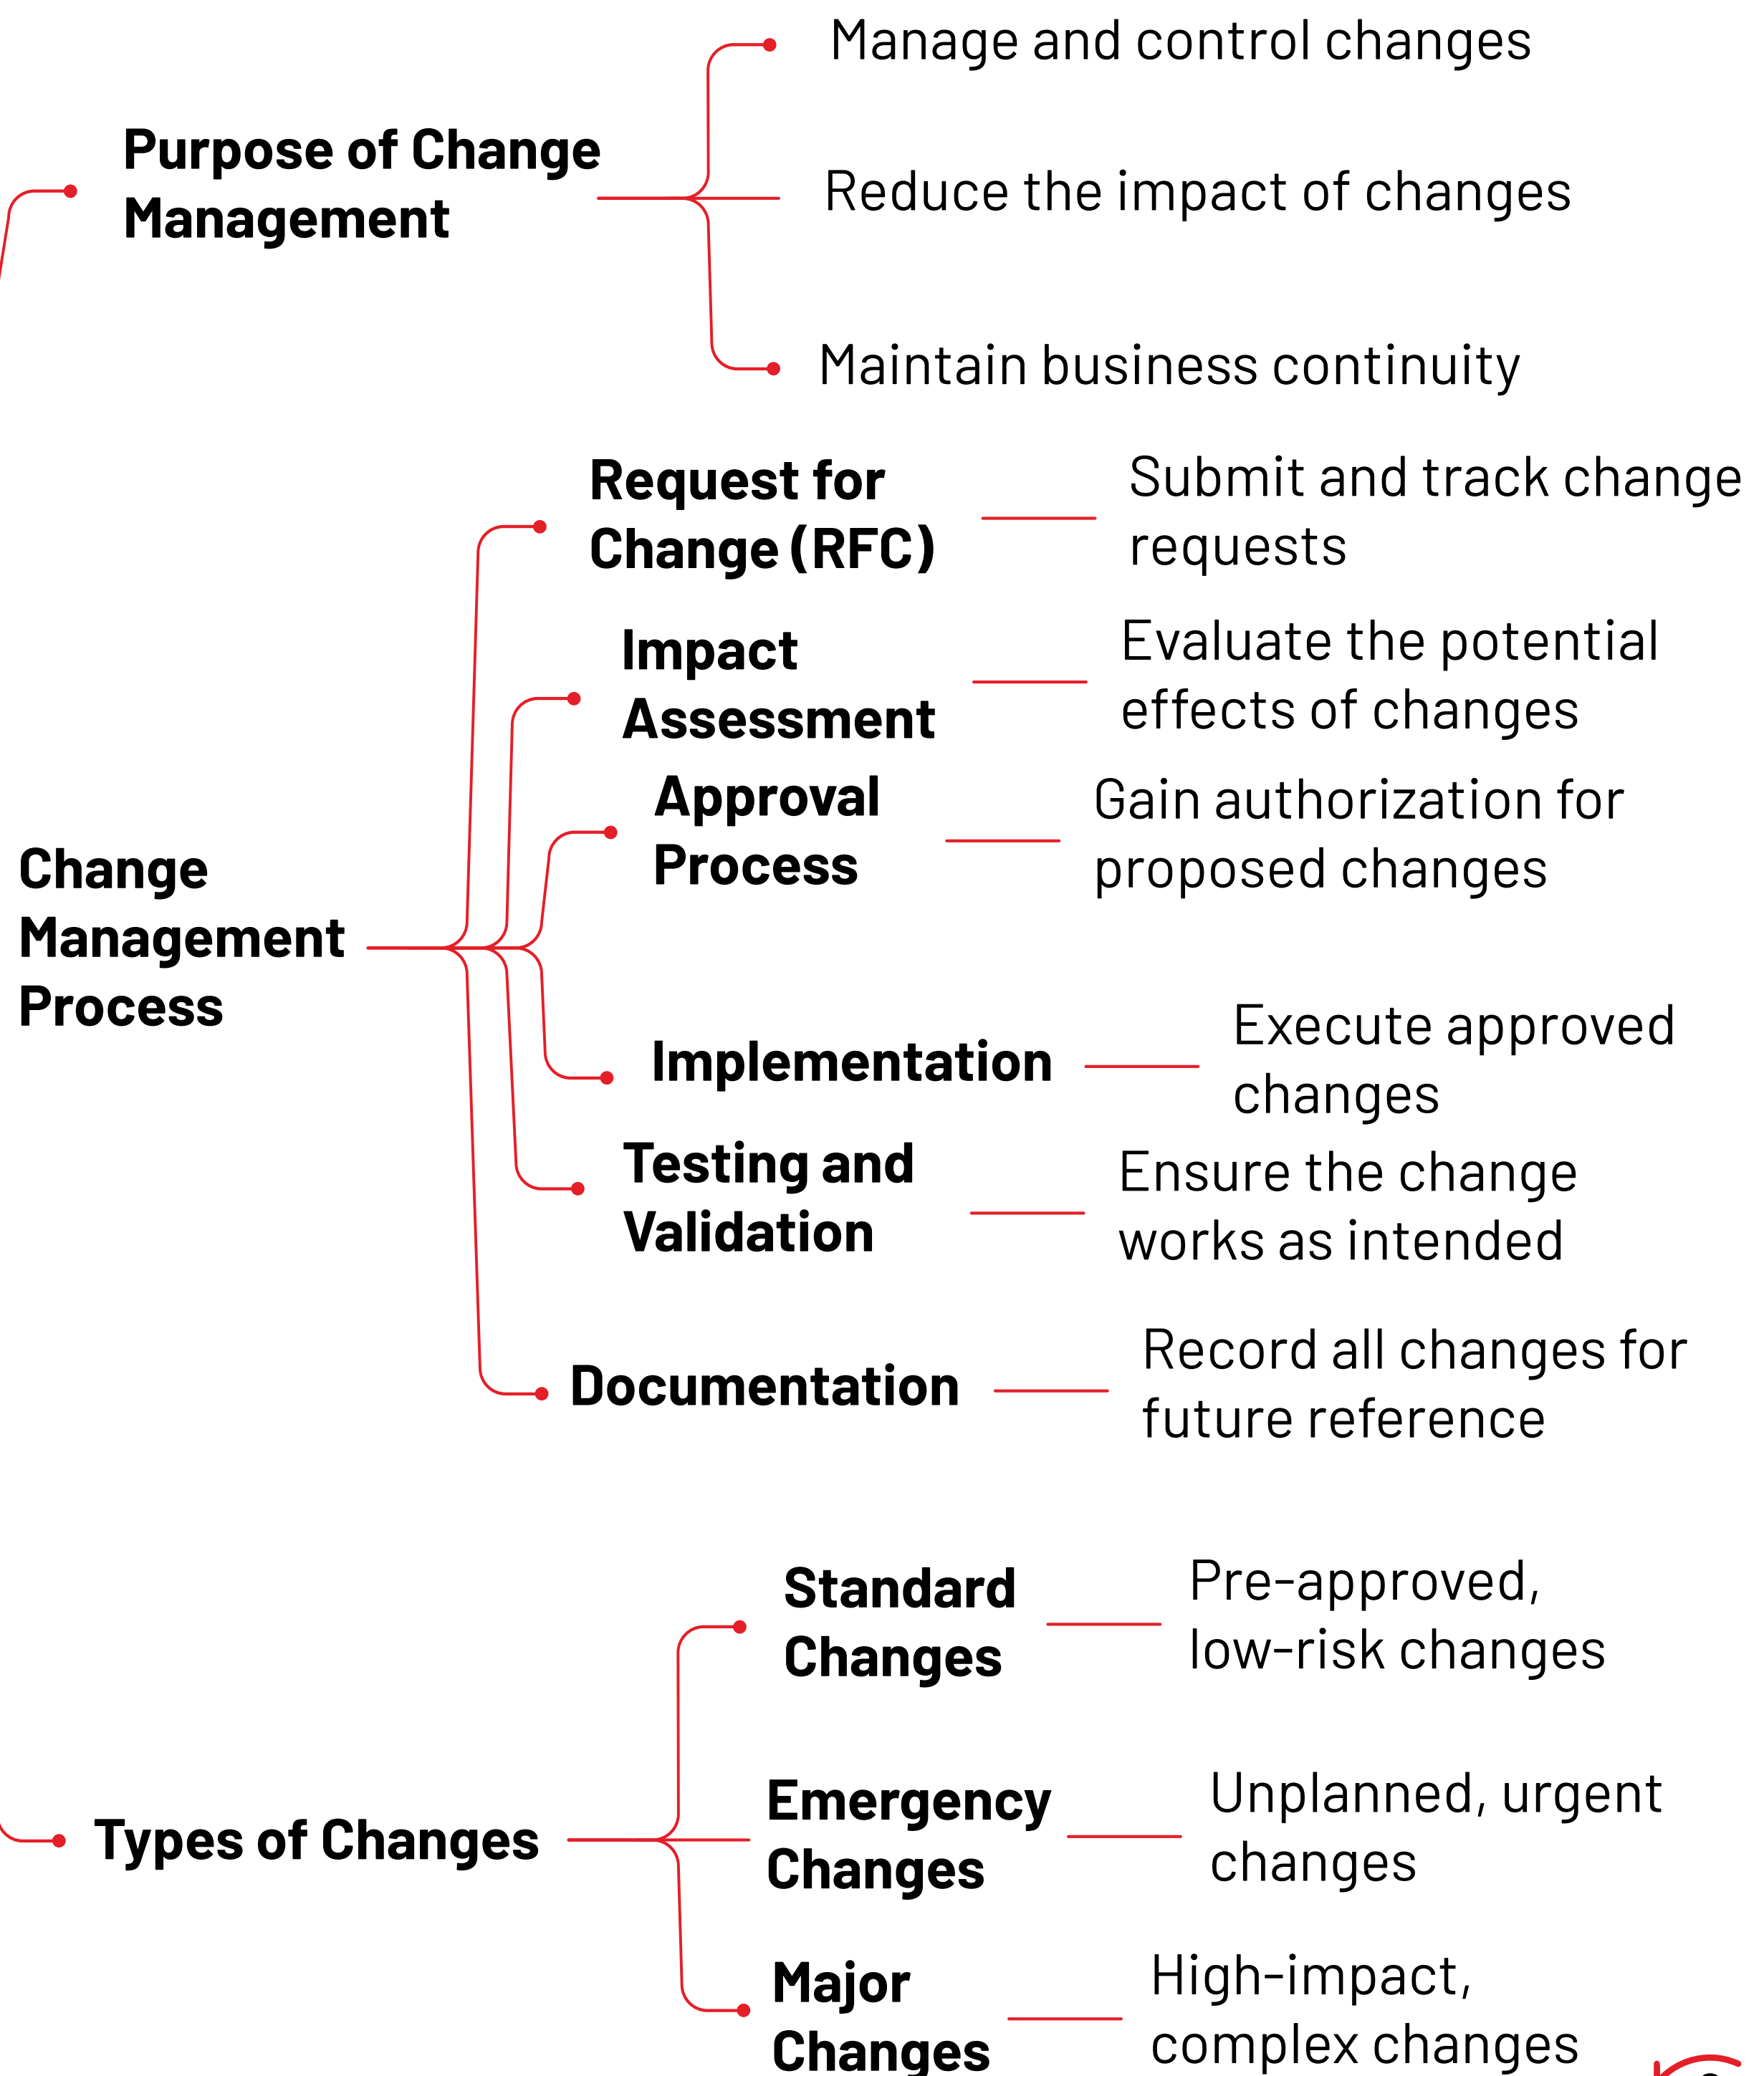 Manage and control changes
Purpose of Change
Management
Reduce the impact of changes
Maintain business continuity
Request for
Change (RFC)
Submit and track change
requests
Impact
Assessment
Evaluate the potential
effects of changes
Approval
Process
Gain authorization for
proposed changes
Change
Management
Process
Implementation
Execute approved
changes
Testing and
Validation
Ensure the change
works as intended
Documentation
Record all changes for
future reference
Standard
Changes
Pre-approved,
low-risk changes
Types of Changes
Emergency
Changes
Unplanned, urgent
changes
Major
Changes
High-impact,
complex changes